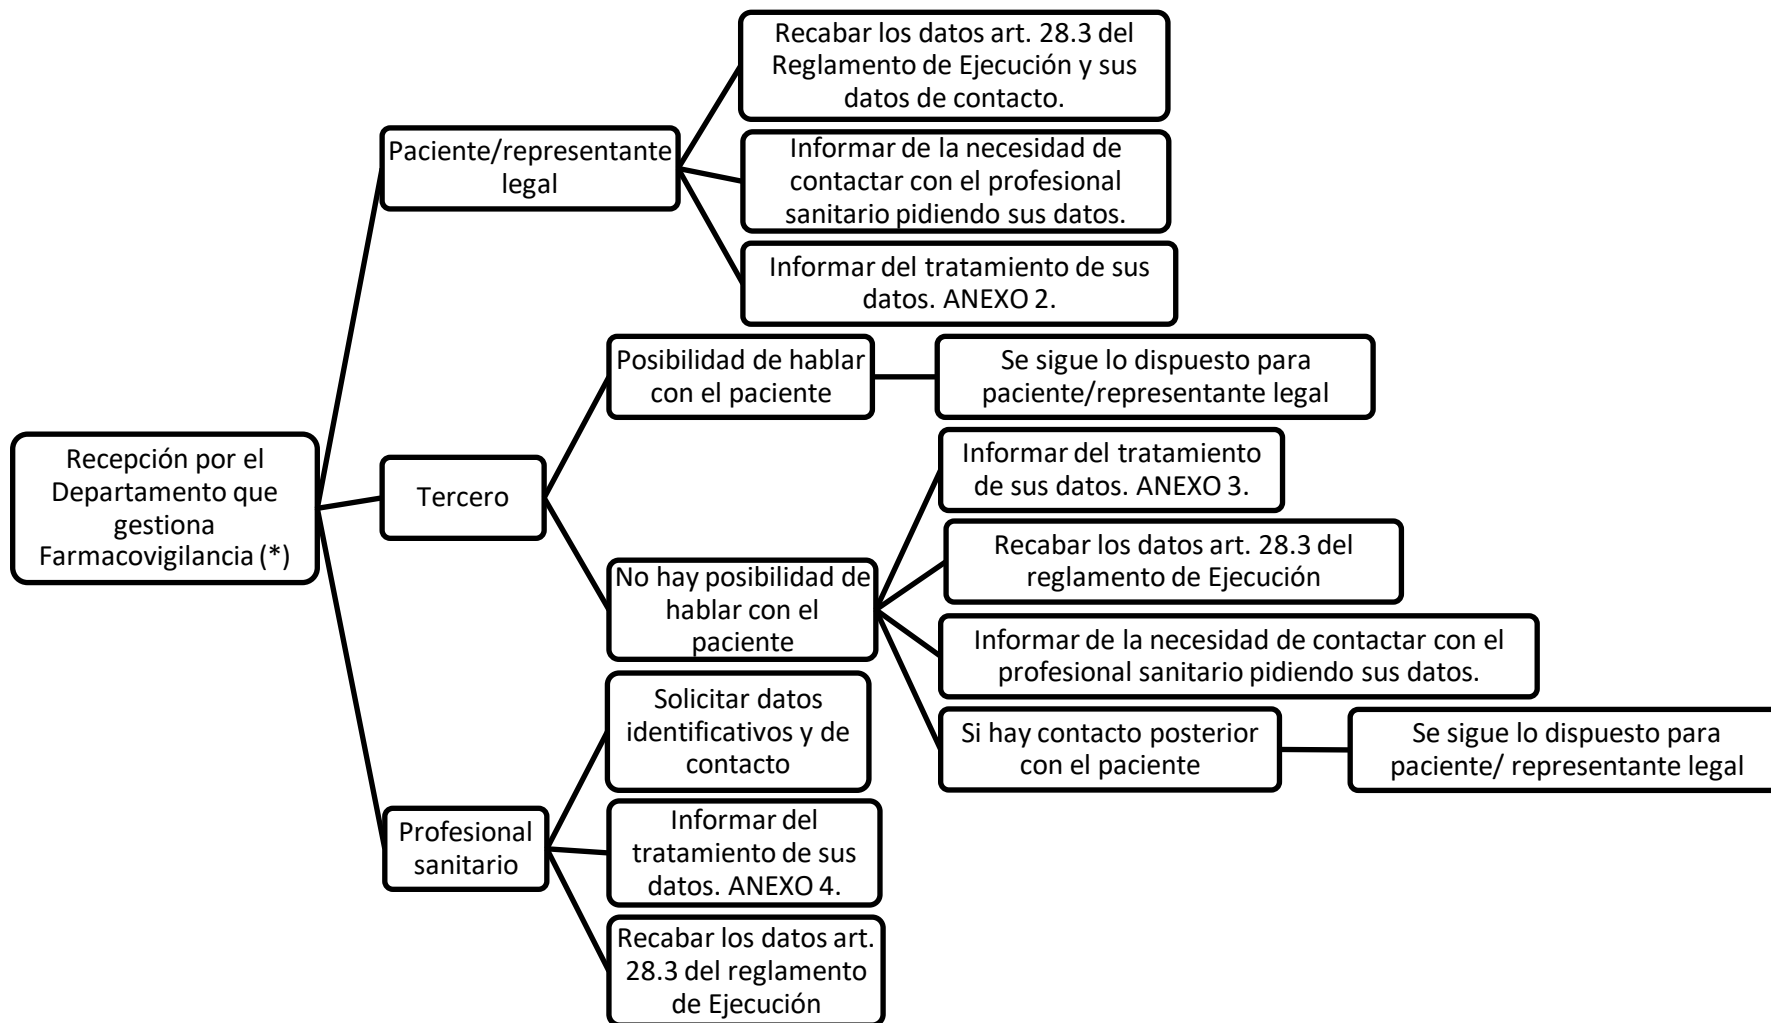 Recabar los datos art. 28.3 del
Reglamento de Ejecución y sus
datos de contacto.
Paciente/representante
legal
Informar de la necesidad de
contactar con el profesional
sanitario pidiendo sus datos.
Informar del tratamiento de sus
datos. ANEXO 2.
Posibilidad de hablar
con el paciente
Se sigue lo dispuesto para
paciente/representante legal
Recepción por el
Departamento que
gestiona
Farmacovigilancia (*)
Tercero
Informar del tratamiento
de sus datos. ANEXO 3.
No hay posibilidad de
hablar con el
paciente
Recabar los datos art. 28.3 del
reglamento de Ejecución
Informar de la necesidad de contactar con el
profesional sanitario pidiendo sus datos.
Si hay contacto posterior
con el paciente
Se sigue lo dispuesto para
paciente/ representante legal
Profesional
sanitario
Solicitar datos
identificativos y de
contacto
Informar del
tratamiento de sus
datos. ANEXO 4.
Recabar los datos art.
28.3 del reglamento
de Ejecución